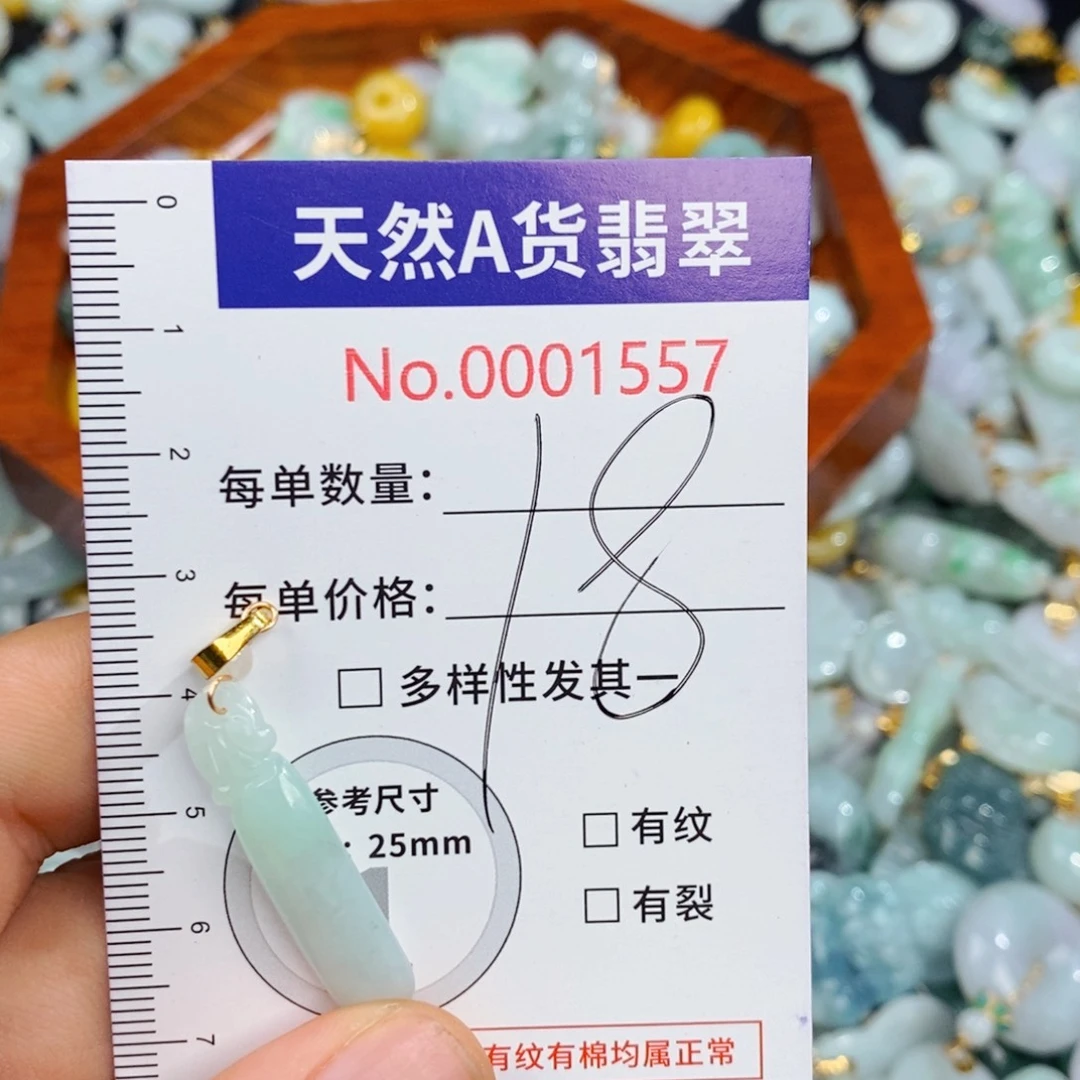 天然A货翡翠
No.0001557
每单数量：
每单价格：
18
□ 多样性发其一
参考尺寸
25mm
□ 有纹
□ 有裂
有纹有棉均属正常
0
1
2
3
4
5
6
7